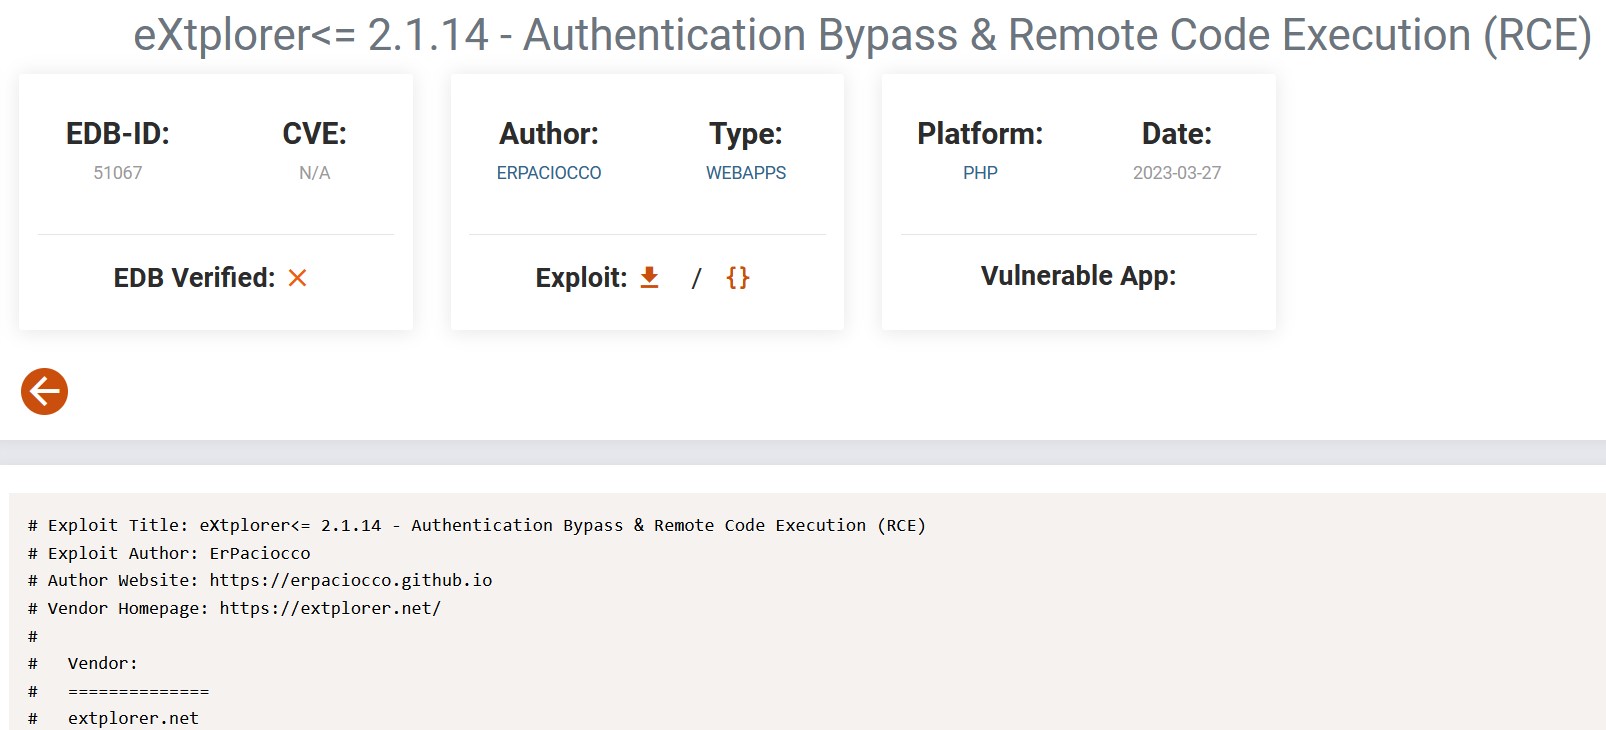 eXtplorer<= 2.1.14 - Authentication Bypass & Remote Code Execution (RCE)
EDB-ID:
51067
CVE:
N/A
EDB Verified:
Author:
ERPACIOCCO
Type:
WEBAPPS
Exploit: / {}
Platform:
PHP
Date:
2023-03-27
Vulnerable App:
# Exploit Title: eXtplorer<= 2.1.14 - Authentication Bypass & Remote Code Execution (RCE)
# Exploit Author: ErPaciocco
# Author Website: https://erpaciocco.github.io
# Vendor Homepage: https://extplorer.net/
#
#   Vendor:
#   ==============
#   extplorer.net